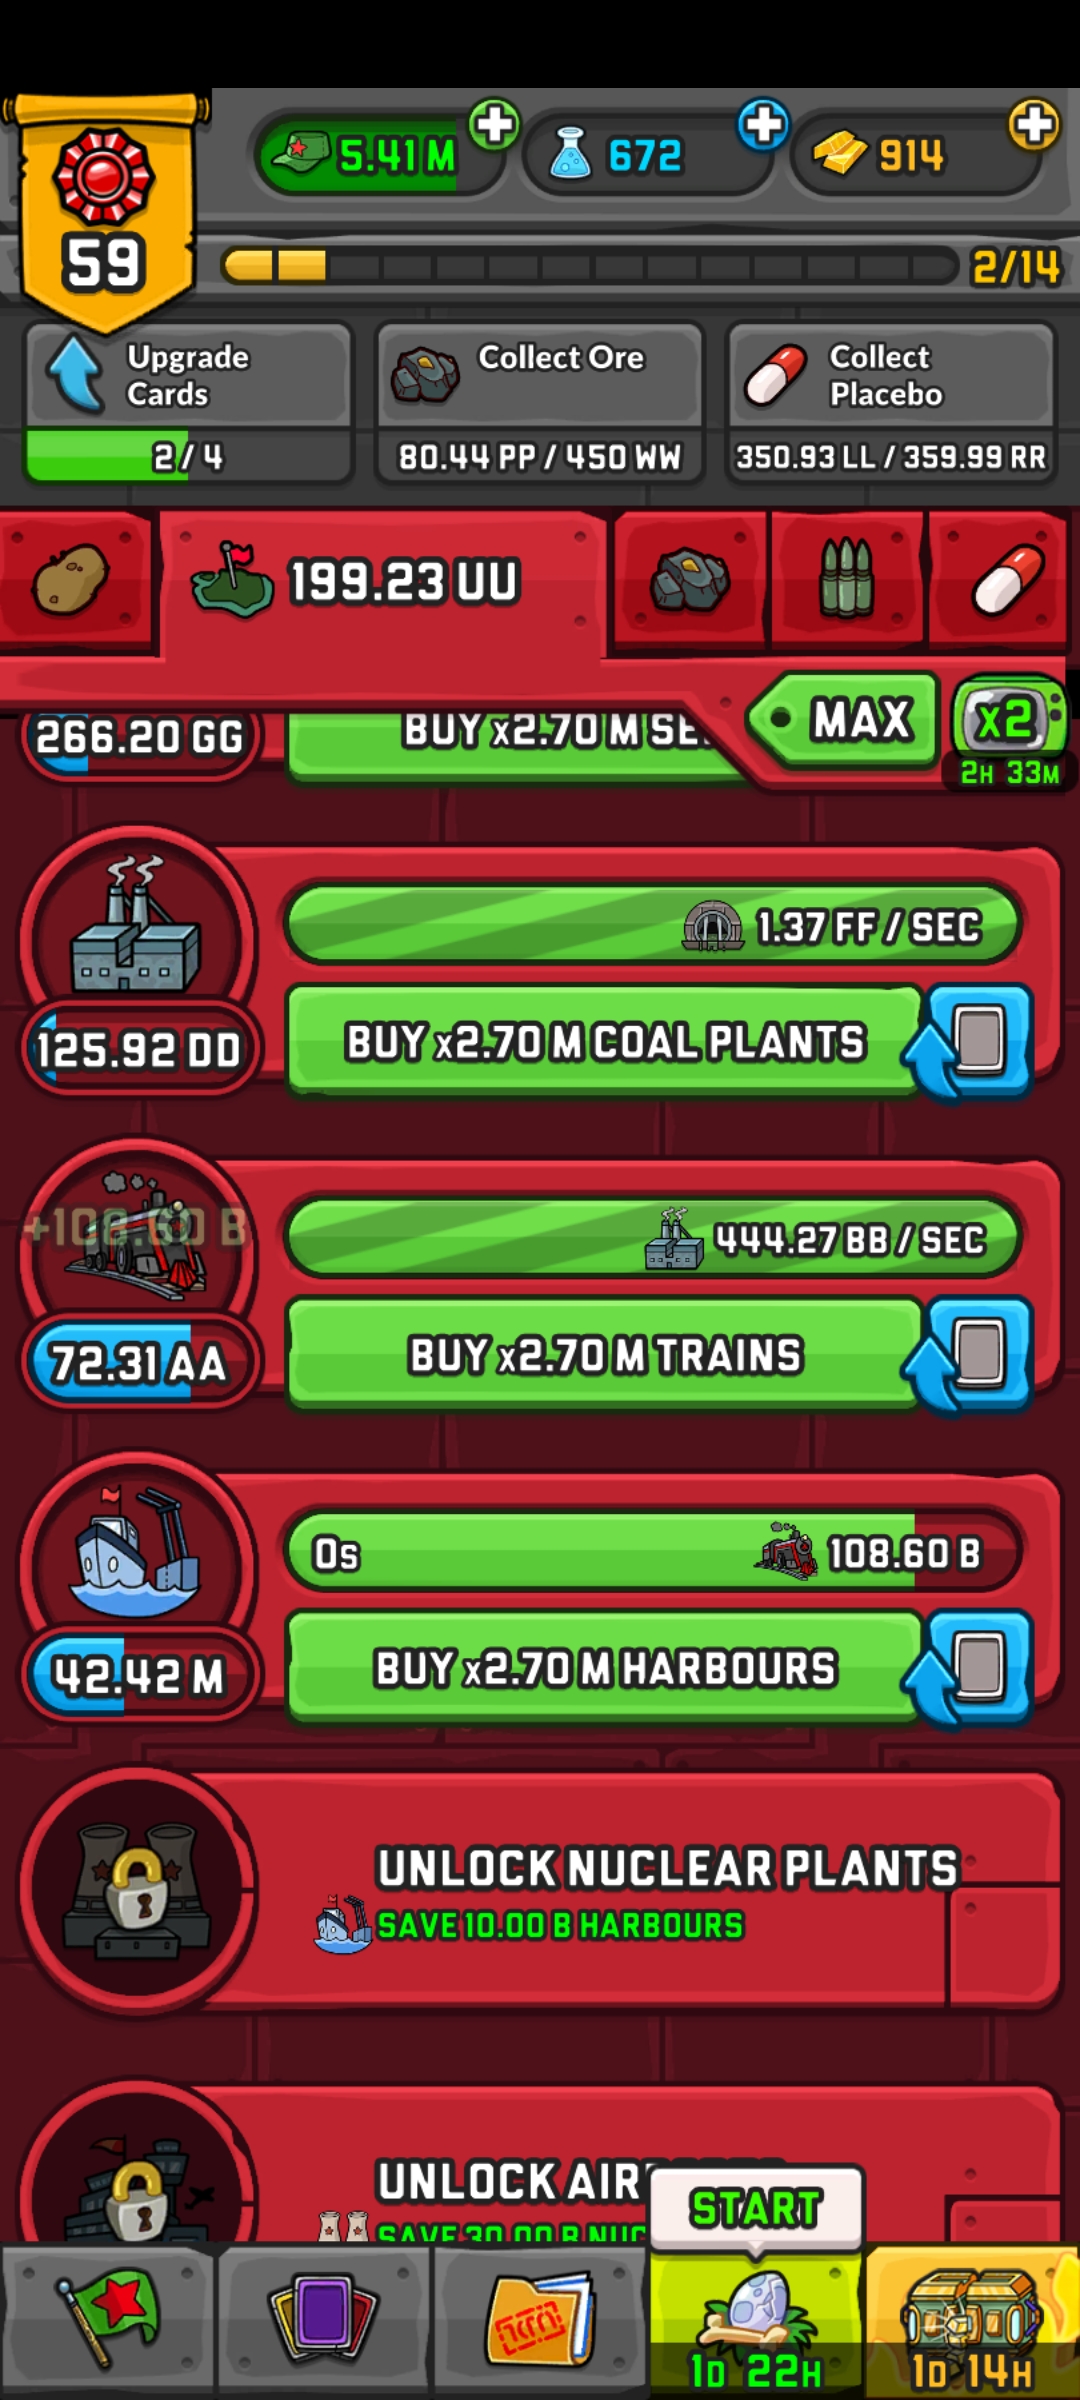 5.41 M
672
914
59
2/14
Upgrade
Cards
2/4
Collect Ore
80.44 PP / 450 WW
Collect
Placebo
350.93 LL / 359.99 RR
199.23 UU
MAX
x2
2H 33M
266.20 GG
BUY x2.70 M SE
1.37 FF / SEC
125.92 DD
BUY x2.70 M COAL PLANTS
+108.60 B
444.27 BB / SEC
72.31 AA
BUY x2.70 M TRAINS
0s
108.60 B
42.42 M
BUY x2.70 M HARBOURS
UNLOCK NUCLEAR PLANTS
SAVE 10.00 B HARBOURS
UNLOCK AIR
SAVE 30.00 B NUC
START
1D 22H
1D 14H